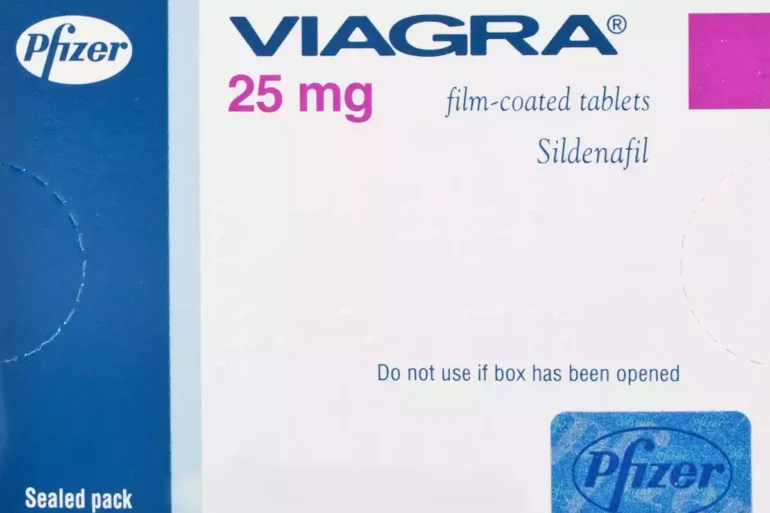 Pfizer
VIAGRA®
25 mg
film-coated tablets
Sildenafil
Do not use if box has been opened
Pfizer
Sealed pack